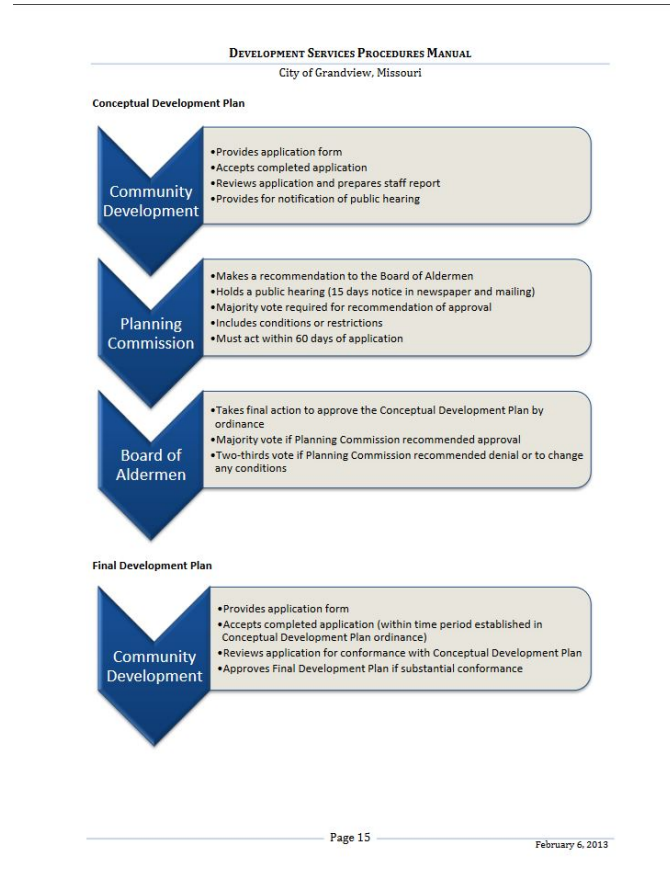 DEVELOPMENT SERVICES PROCEDURES MANUAL
City of Grandview, Missouri
Conceptual Development Plan
Community
Development
•Provides application form
•Accepts completed application
•Reviews application and prepares staff report
•Provides for notification of public hearing
Planning
Commission
•Makes a recommendation to the Board of Aldermen
•Holds a public hearing (15 days notice in newspaper and mailing)
•Majority vote required for recommendation of approval
•Includes conditions or restrictions
•Must act within 60 days of application
Board of
Aldermen
•Takes final action to approve the Conceptual Development Plan by
ordinance
•Majority vote if Planning Commission recommended approval
•Two-thirds vote if Planning Commission recommended denial or to change
any conditions
Final Development Plan
Community
Development
•Provides application form
•Accepts completed application (within time period established in
Conceptual Development Plan ordinance)
•Reviews application for conformance with Conceptual Development Plan
•Approves Final Development Plan if substantial conformance
Page 15
February 6, 2013